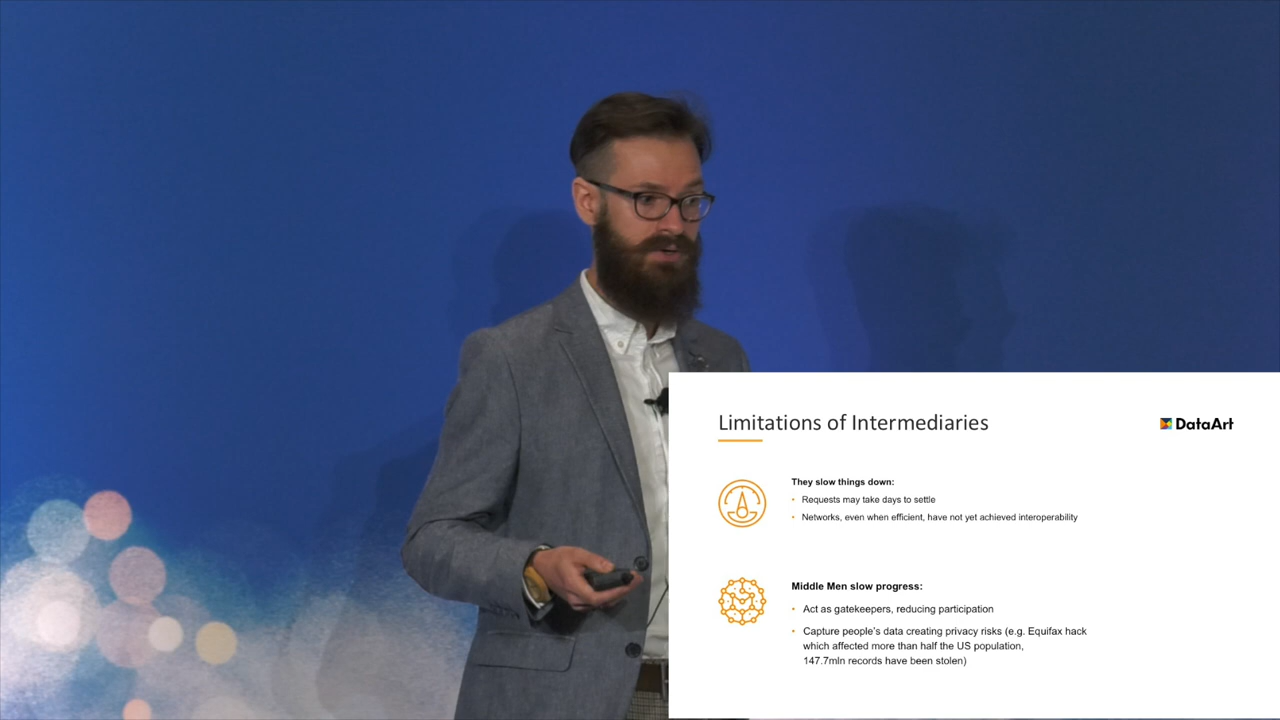 Limitations of Intermediaries
DataArt
They slow things down:
• Requests may take days to settle
• Networks, even when efficient, have not yet achieved interoperability
Middle Men slow progress:
• Act as gatekeepers, reducing participation
• Capture people's data creating privacy risks (e.g. Equifax hack
which affected more than half the US population,
147.7mln records have been stolen)